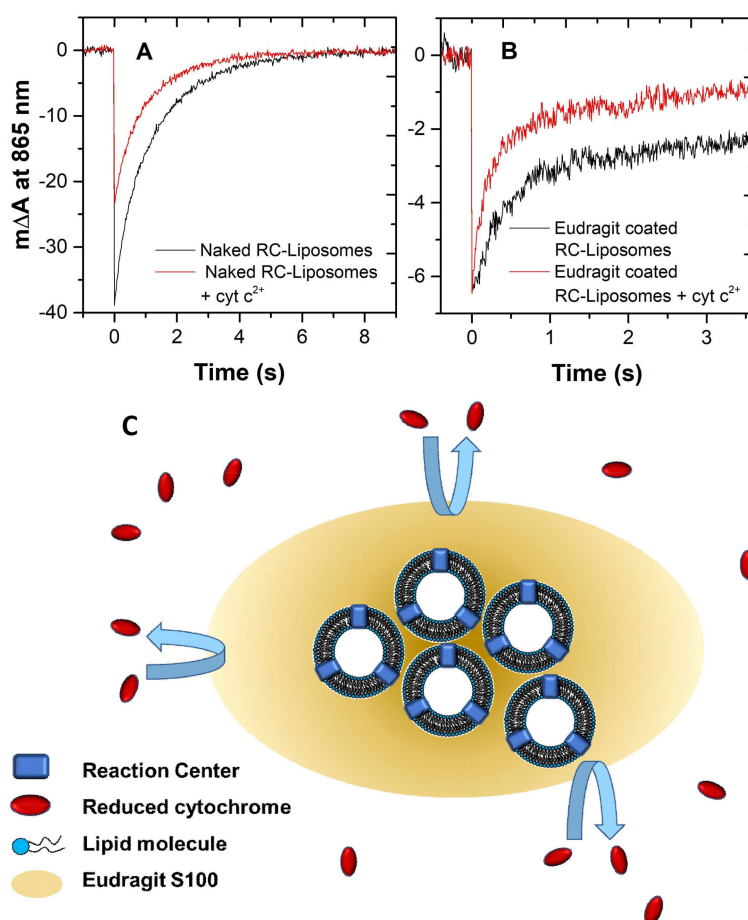 A
B
mΔA at 865 nm
0
-10
-20
-30
-40
0
2
4
6
8
Time (s)
Naked RC-Liposomes
Naked RC-Liposomes
+ cyt c²⁺
0
-2
-4
-6
0
1
2
3
Time (s)
Eudragit coated
RC-Liposomes
Eudragit coated
RC-Liposomes + cyt c²⁺
C
Reaction Center
Reduced cytochrome
Lipid molecule
Eudragit S100